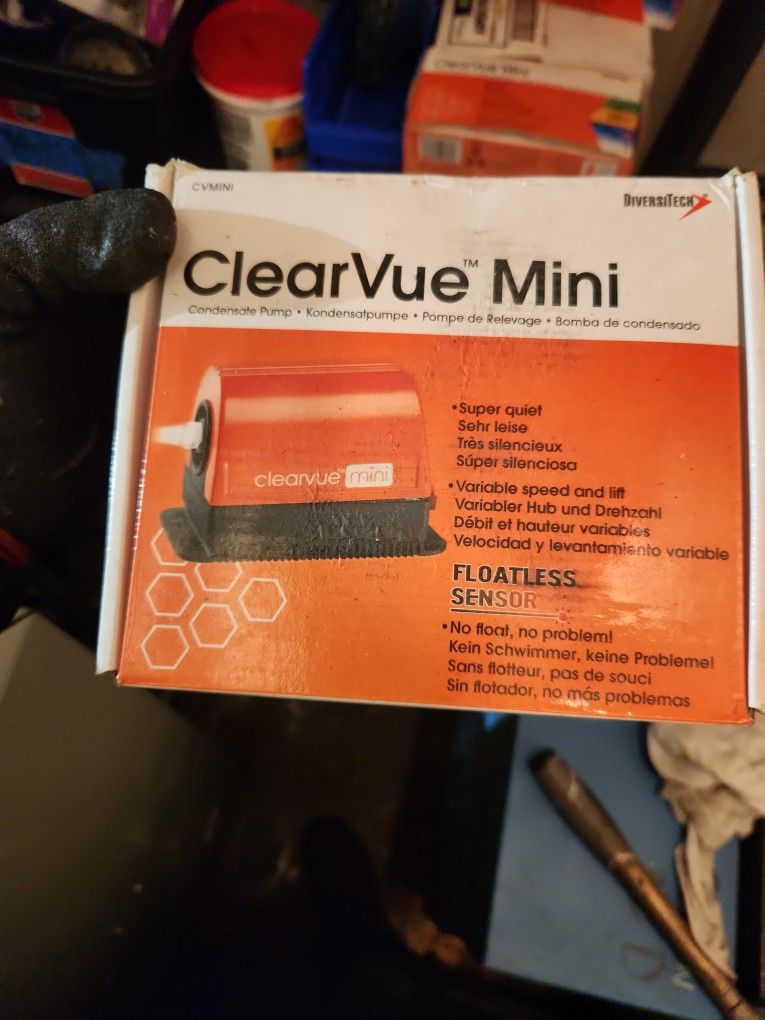 ClearVue Mini
CVMINI
DIVERSITECH
ClearVue™ Mini
Condensate Pump • Kondensatpumpe • Pompe de Relevage • Bomba de condensado
clearvue™ mini
•Super quiet
Sehr leise
Très silencieux
Súper silenciosa
•Variable speed and lift
Variabler Hub und Drehzahl
Débit et hauteur variables
Velocidad y levantamiento variable
FLOATLESS
SENSOR
•No float, no problem!
Kein Schwimmer, keine Probleme!
Sans flotteur, pas de souci
Sin flotador, no más problemas